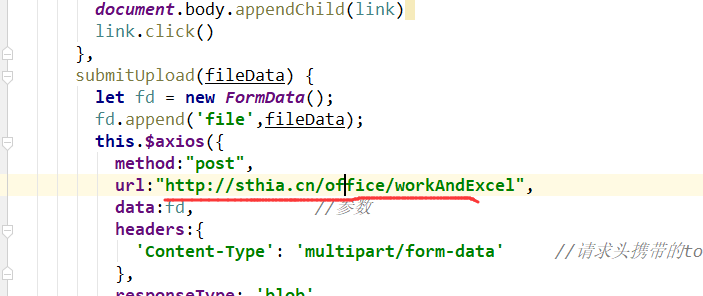 document.body.appendChild(link)
link.click()
},
submitUpload(fileData) {
let fd = new FormData();
fd.append('file',fileData);
this.$axios({
method:"post",
url:"http://sthia.cn/office/workAndExcel",
data:fd, //参数
headers:{
'Content-Type': 'multipart/form-data' //请求头携带的to
},
responseType: 'blob'